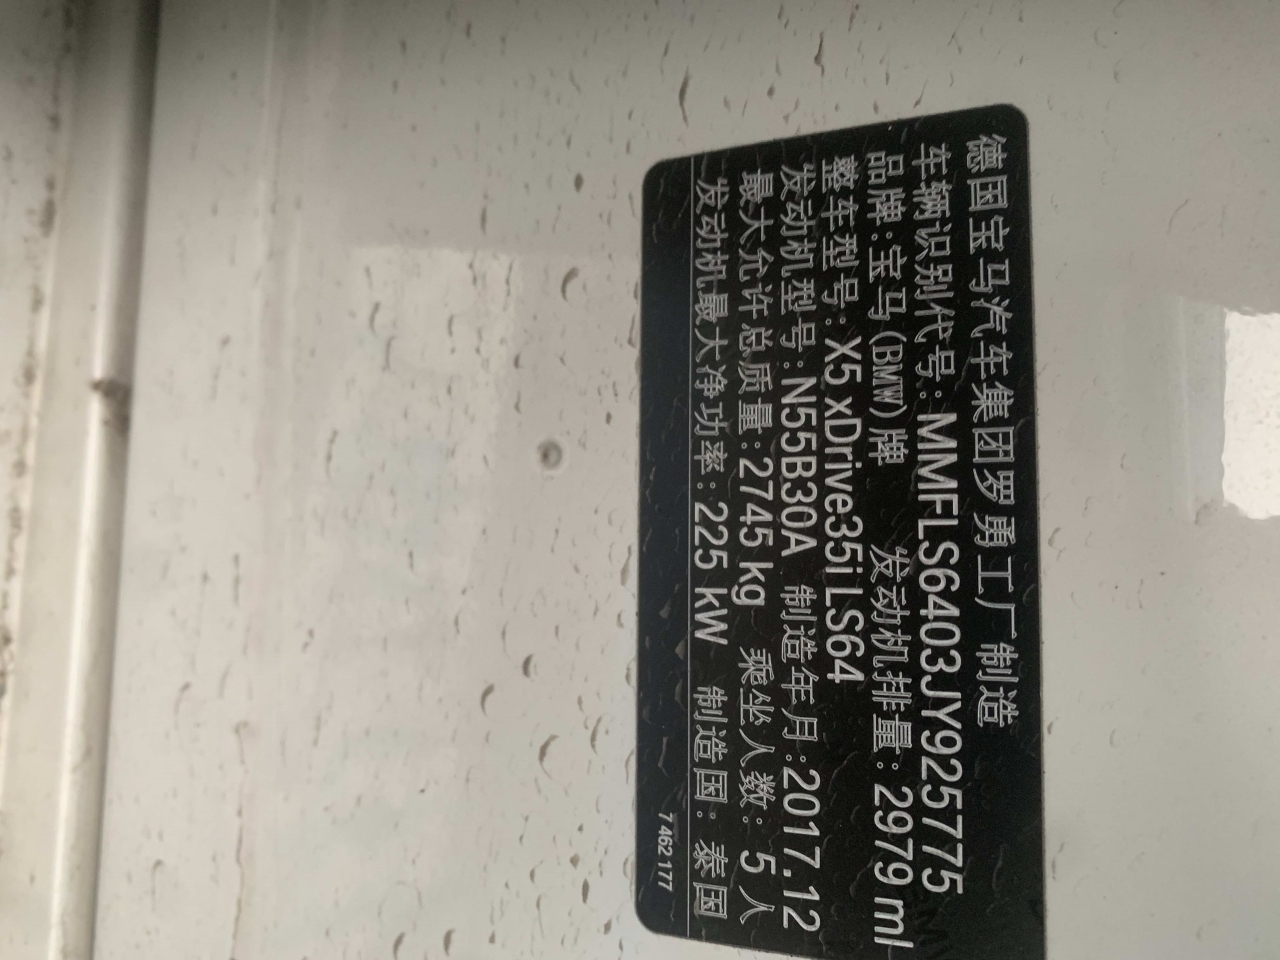 德国宝马汽车集团罗勇工厂制造
车辆识别代号: MMFLS6403JY925775
品牌:宝马(BMW)牌 发动机排量: 2979 ml
整车型号: X5 xDrive35i LS64
发动机型号: N55B30A 制造年月:2017.12
最大允许总质量:2745 kg 乘坐人数: 5 人
发动机最大净功率: 225 kW 制造国: 泰国
7 462 177